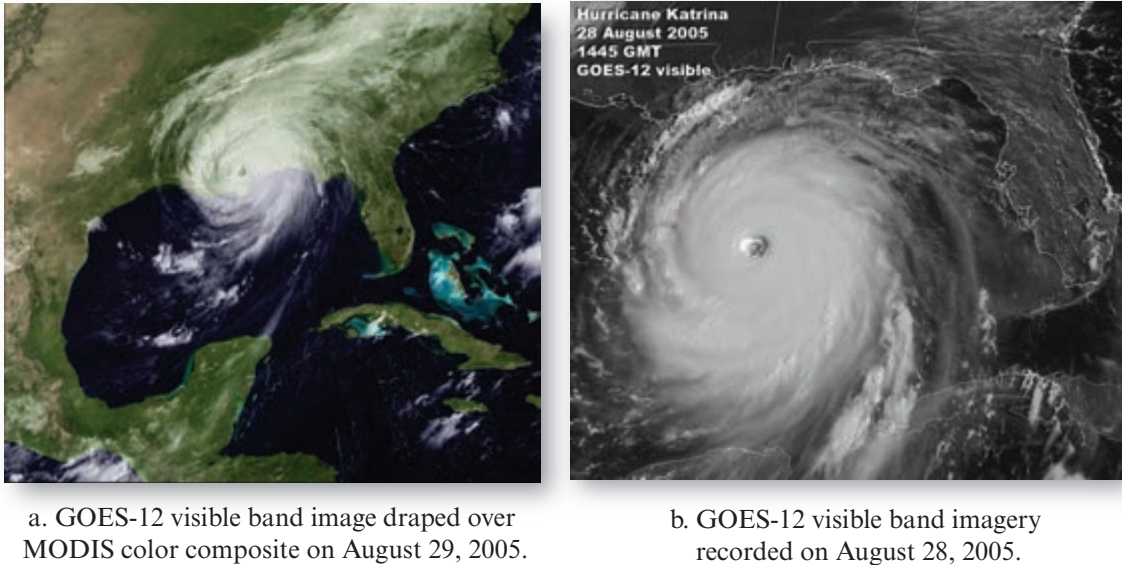 Hurricane Katrina
28 August 2005
1445 GMT
GOES-12 visible
a. GOES-12 visible band image draped over
MODIS color composite on August 29, 2005.
b. GOES-12 visible band imagery
recorded on August 28, 2005.